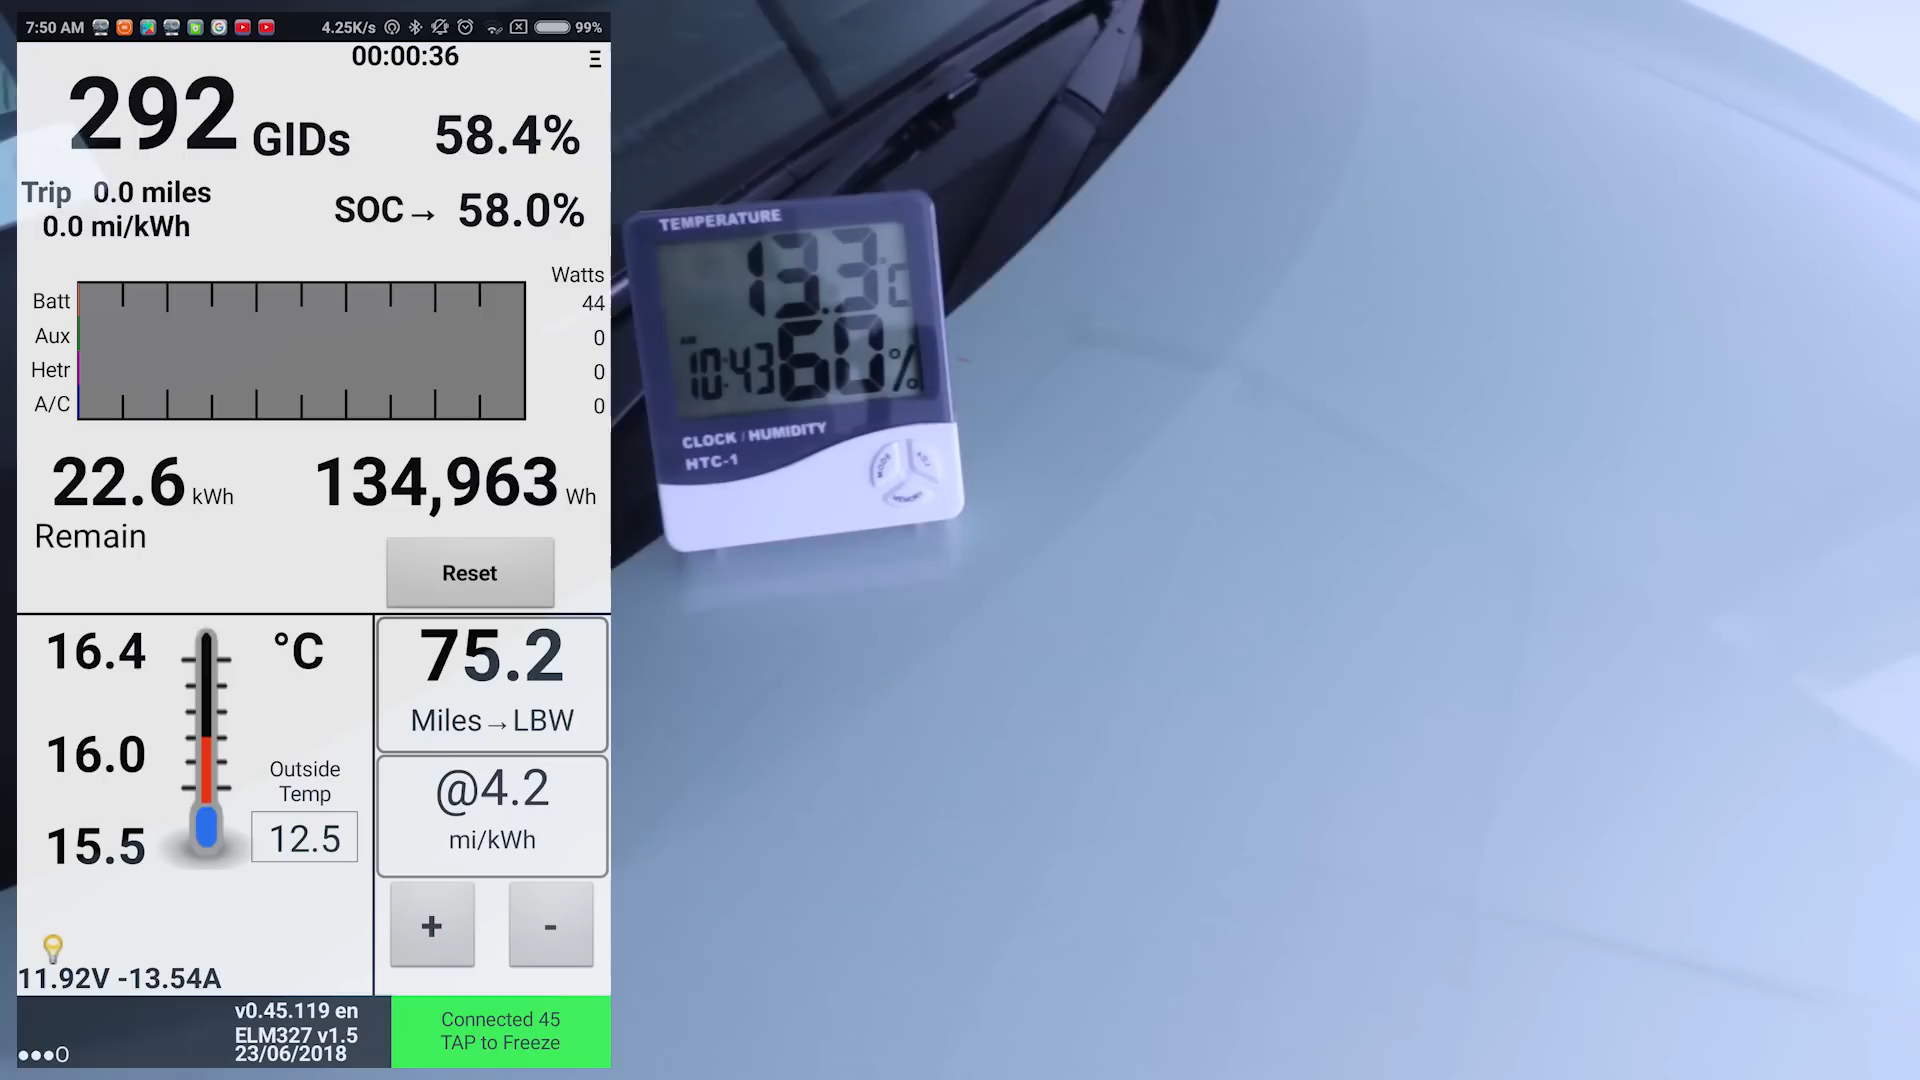 7:50 AM 4.25K/s 99%
00:00:36
292 GIDs 58.4%
Trip 0.0 miles
0.0 mi/kWh
SOC→ 58.0%
Watts
Batt 44
Aux 0
Hetr 0
A/C 0
22.6 kWh 134,963 Wh
Remain
Reset
16.4 °C
16.0
15.5
Outside
Temp
12.5
75.2
Miles→LBW
@4.2
mi/kWh
+ -
11.92V -13.54A
v0.45.119 en
ELM327 v1.5
23/06/2018
Connected 45
TAP to Freeze
TEMPERATURE
13.3°C
AM
10:43 60%
CLOCK / HUMIDITY
HTC-1
MODE
ADJ
MEMORY